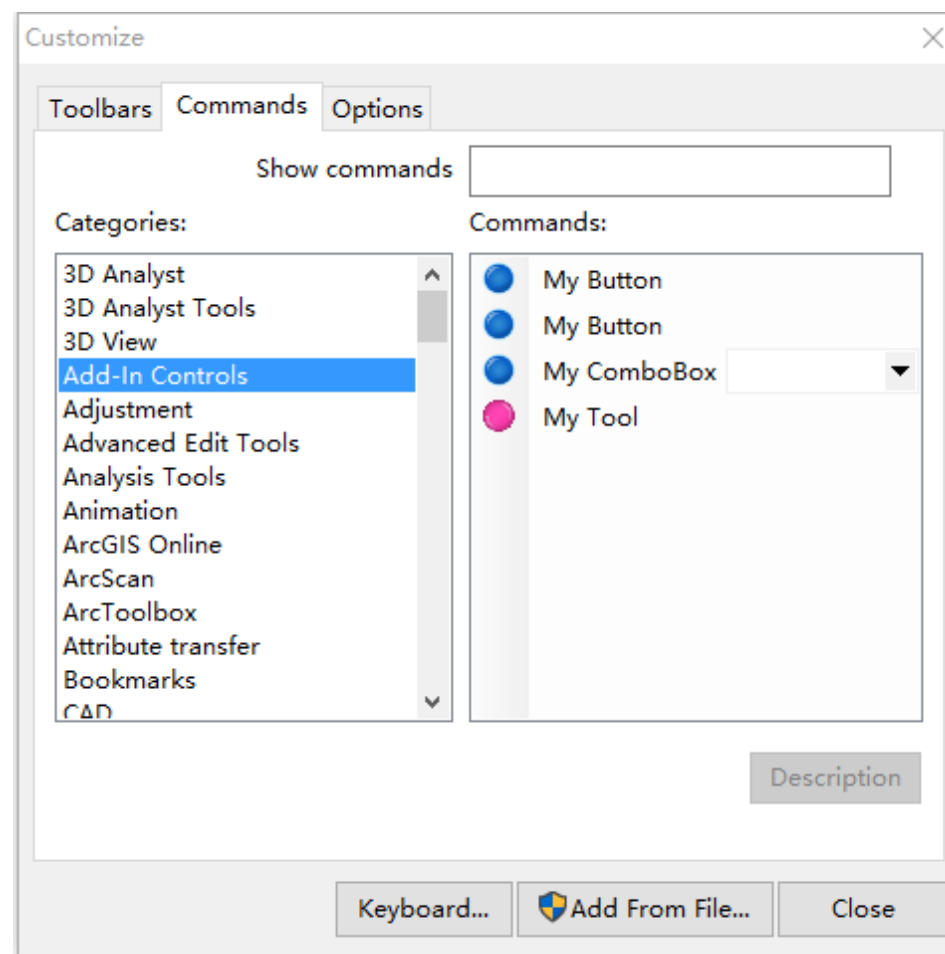 Customize
Toolbars Commands Options
Show commands
Categories:
Commands:
3D Analyst
3D Analyst Tools
3D View
Add-In Controls
Adjustment
Advanced Edit Tools
Analysis Tools
Animation
ArcGIS Online
ArcScan
ArcToolbox
Attribute transfer
Bookmarks
CAD
My Button
My Button
My ComboBox
My Tool
Description
Keyboard... Add From File... Close